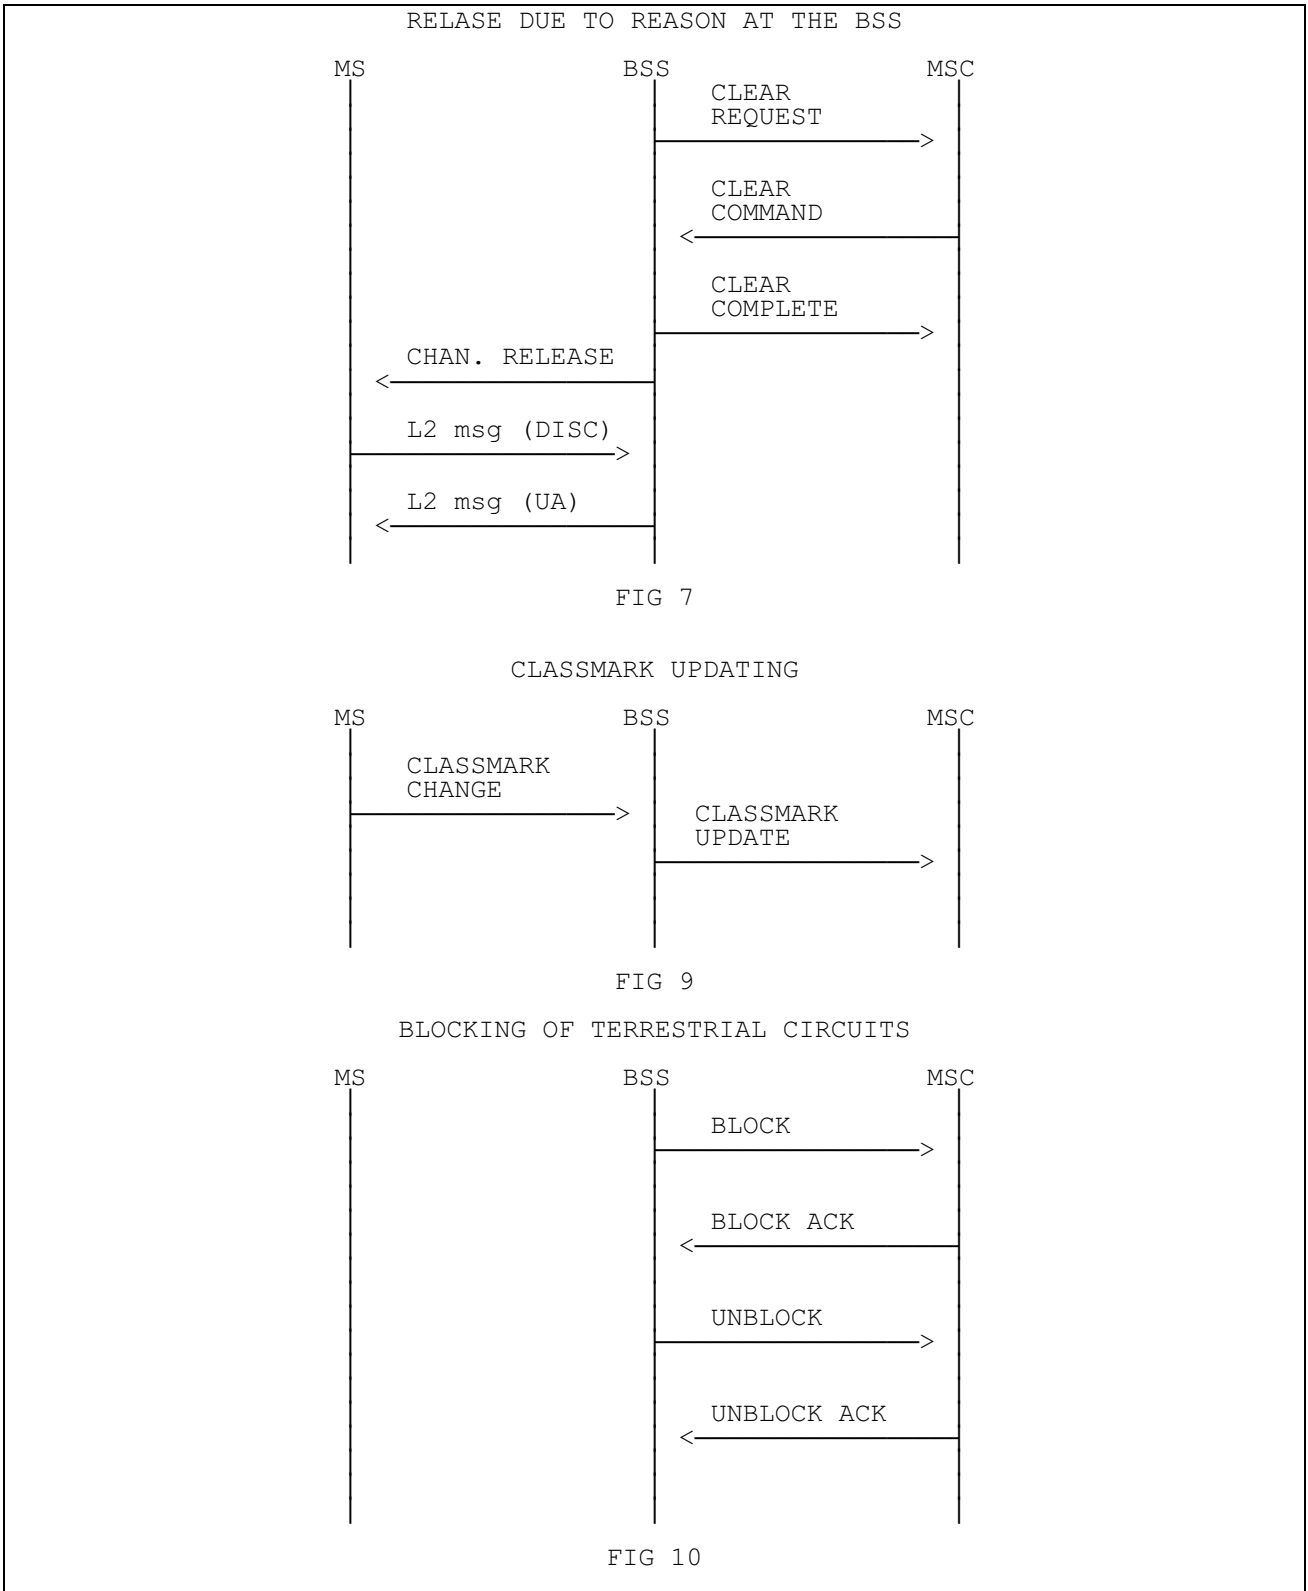 RELASE DUE TO REASON AT THE BSS
MS BSS MSC
CLEAR
REQUEST
CLEAR
COMMAND
CLEAR
COMPLETE
CHAN. RELEASE
L2 msg (DISC)
L2 msg (UA)
FIG 7
CLASSMARK UPDATING
MS BSS MSC
CLASSMARK
CHANGE
CLASSMARK
UPDATE
FIG 9
BLOCKING OF TERRESTRIAL CIRCUITS
MS BSS MSC
BLOCK
BLOCK ACK
UNBLOCK
UNBLOCK ACK
FIG 10